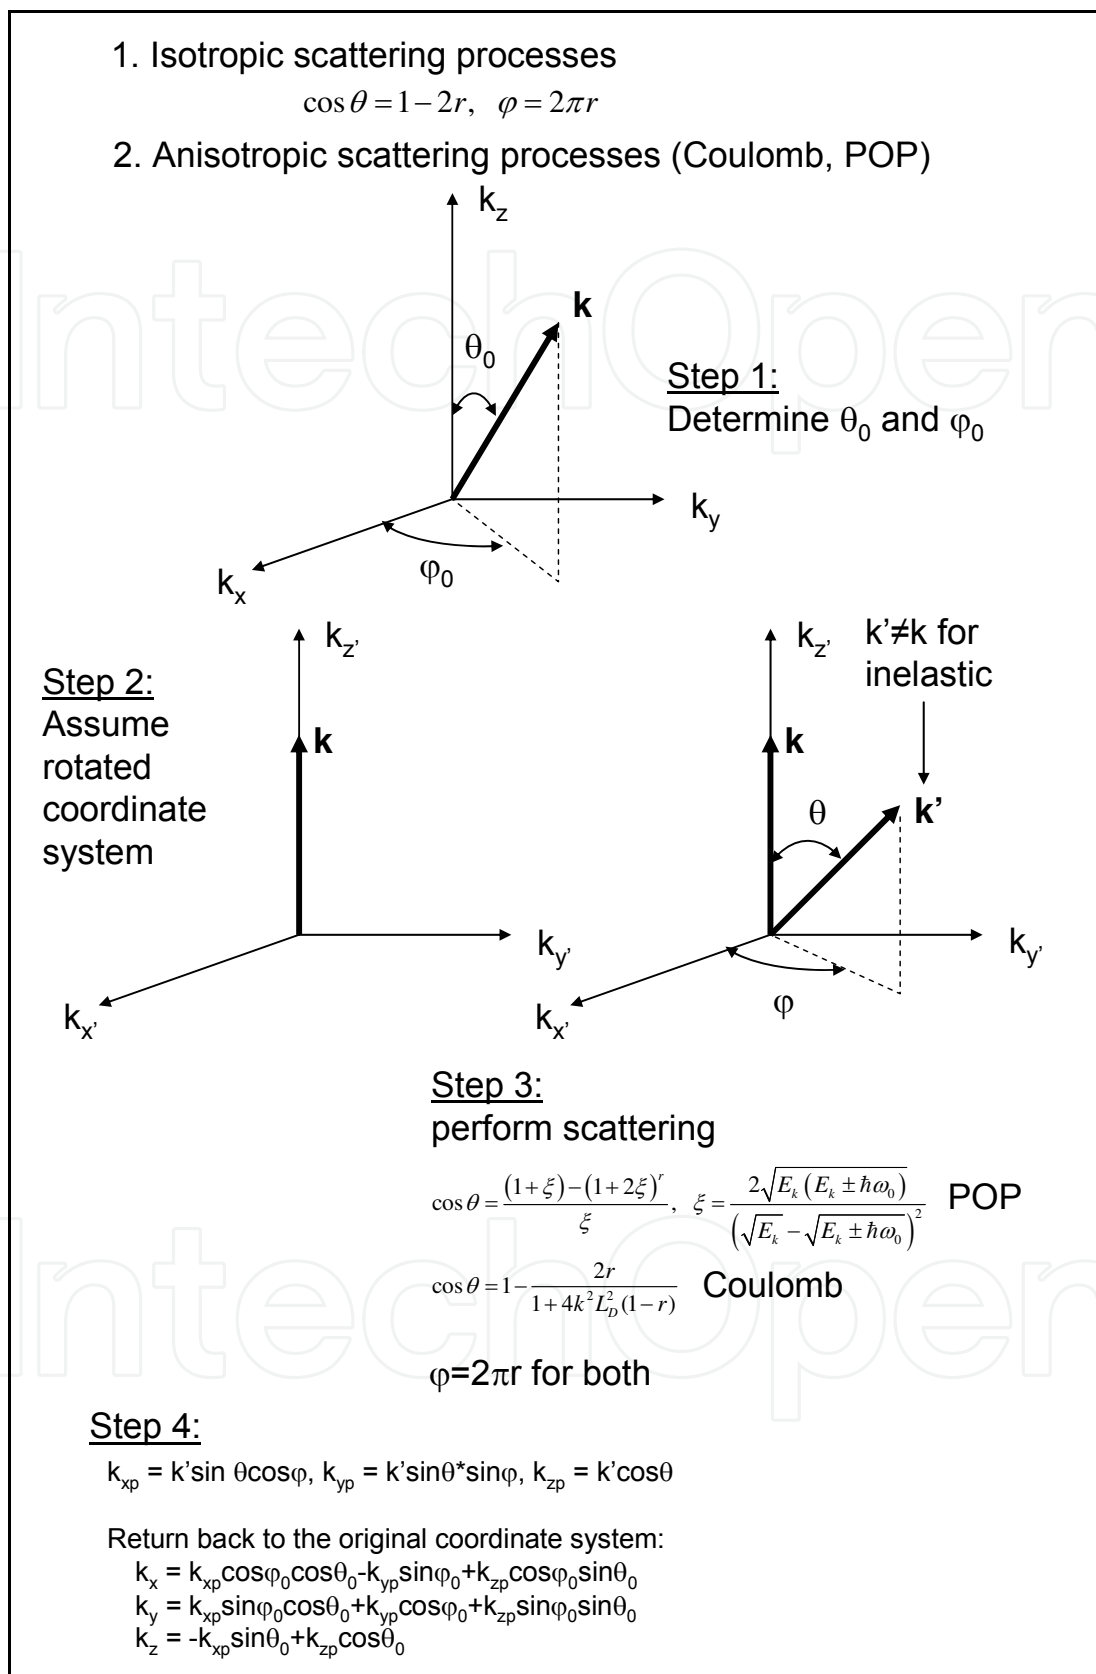 1. Isotropic scattering processes
cos θ = 1 − 2r, φ = 2πr
2. Anisotropic scattering processes (Coulomb, POP)
k_z
k
θ_0
Step 1:
Determine θ_0 and φ_0
k_y
φ_0
k_x
k_z'
k_z'
k'≠k for
inelastic
Step 2:
Assume
rotated
coordinate
system
k
k
θ
k'
k_y'
k_y'
φ
k_x'
k_x'
Step 3:
perform scattering
cos θ = ((1+ξ) − (1+2ξ)^r) / ξ, ξ = 2√(E_k (E_k ± ℏω_0)) / (√E_k − √(E_k ± ℏω_0))^2 POP
cos θ = 1 − 2r / (1+4k^2 L_D^2 (1−r)) Coulomb
φ=2πr for both
Step 4:
k_xp = k'sin θcosφ, k_yp = k'sinθ*sinφ, k_zp = k'cosθ
Return back to the original coordinate system:
k_x = k_xpcosφ_0cosθ_0-k_ypsinφ_0+k_zpcosφ_0sinθ_0
k_y = k_xpsinφ_0cosθ_0+k_ypcosφ_0+k_zpsinφ_0sinθ_0
k_z = -k_xpsinθ_0+k_zpcosθ_0
IntechOpen
IntechOpen